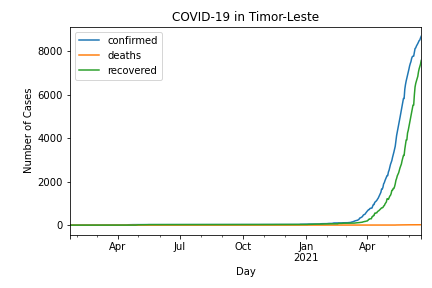 COVID-19 in Timor-Leste
confirmed
deaths
recovered
Number of Cases
8000
6000
4000
2000
0
Apr
Jul
Oct
Jan
2021
Apr
Day